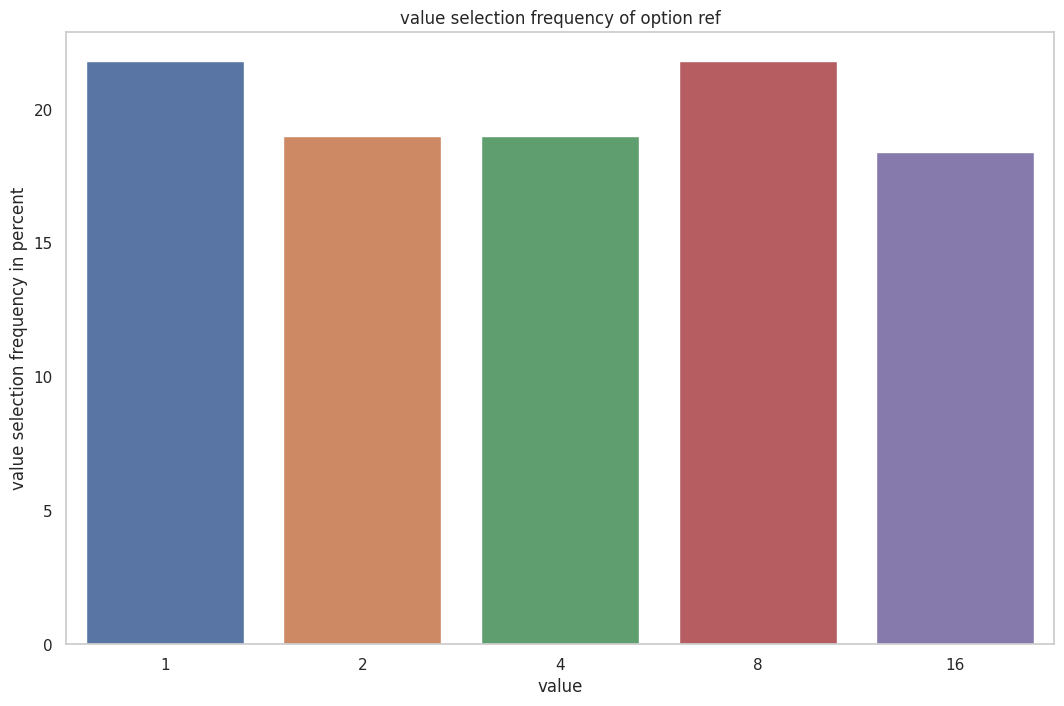 value selection frequency of option ref
value selection frequency in percent
20
15
10
5
0
1 2 4 8 16
value